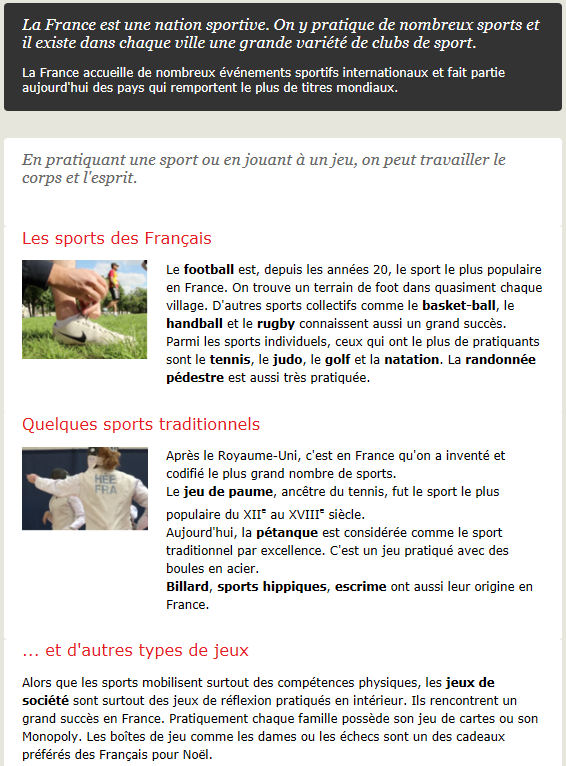 La France est une nation sportive. On y pratique de nombreux sports et
il existe dans chaque ville une grande variété de clubs de sport.
La France accueille de nombreux événements sportifs internationaux et fait partie
aujourd'hui des pays qui remportent le plus de titres mondiaux.
En pratiquant une sport ou en jouant à un jeu, on peut travailler le
corps et l'esprit.
Les sports des Français
Le football est, depuis les années 20, le sport le plus populaire
en France. On trouve un terrain de foot dans quasiment chaque
village. D'autres sports collectifs comme le basket-ball, le
handball et le rugby connaissent aussi un grand succès.
Parmi les sports individuels, ceux qui ont le plus de pratiquants
sont le tennis, le judo, le golf et la natation. La randonnée
pédestre est aussi très pratiquée.
Quelques sports traditionnels
HEE
FRA
Après le Royaume-Uni, c'est en France qu'on a inventé et
codifié le plus grand nombre de sports.
Le jeu de paume, ancêtre du tennis, fut le sport le plus
populaire du XIIᵉ au XVIIIᵉ siècle.
Aujourd'hui, la pétanque est considérée comme le sport
traditionnel par excellence. C'est un jeu pratiqué avec des
boules en acier.
Billard, sports hippiques, escrime ont aussi leur origine en
France.
... et d'autres types de jeux
Alors que les sports mobilisent surtout des compétences physiques, les jeux de
société sont surtout des jeux de réflexion pratiqués en intérieur. Ils rencontrent un
grand succès en France. Pratiquement chaque famille possède son jeu de cartes ou son
Monopoly. Les boîtes de jeu comme les dames ou les échecs sont un des cadeaux
préférés des Français pour Noël.